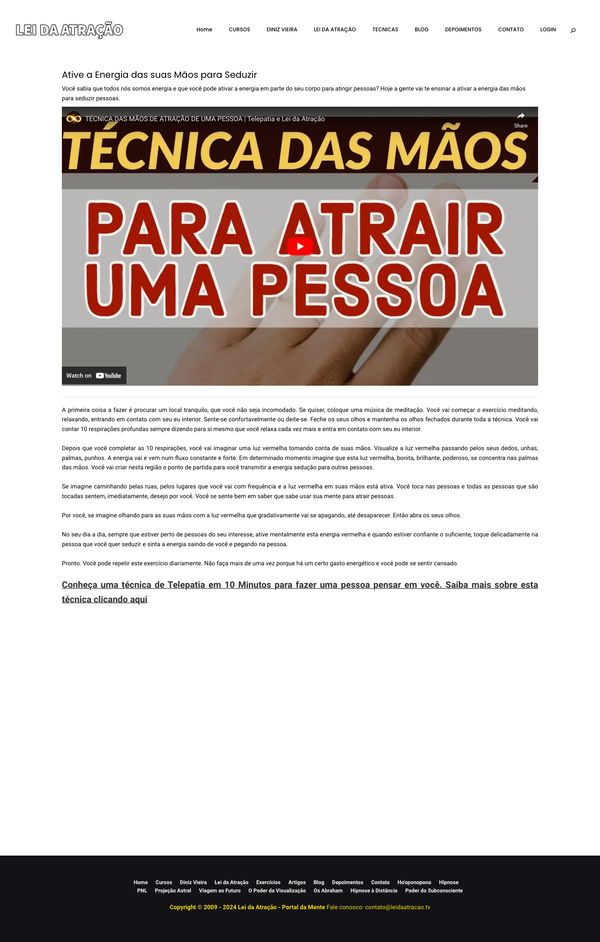 LEI DA ATRAÇÃO
Home CURSOS DINIZ VIEIRA LEI DA ATRAÇÃO TECNICAS BLOG DEPOIMENTOS CONTATO LOGIN
Ative a Energia das suas Mãos para Seduzir
Você sabia que todos nós somos energia e que você pode ativar a energia em parte do seu corpo para atingir pessoas? Hoje a gente vai te ensinar a ativar a energia das mãos
para seduzir pessoas.
TÉCNICA DAS MÃOS DE ATRAÇÃO DE UMA PESSOA | Telepatia e Lei da Atração
Share
TÉCNICA DAS MÃOS
PARA ATRAIR
UMA PESSOA
Watch on YouTube
A primeira coisa a fazer é procurar um local tranquilo, que você não seja incomodado. Se quiser, coloque uma música de meditação. Você vai começar o exercício meditando,
relaxando, entrando em contato com seu eu interior. Sente-se confortavelmente ou deite-se. Feche os seus olhos e mantenha os olhos fechados durante toda a técnica. Você vai
contar 10 respirações profundas sempre dizendo para si mesmo que você relaxa cada vez mais e entra em contato com seu eu interior.
Depois que você completar as 10 respirações, você vai imaginar uma luz vermelha tomando conta de suas mãos. Visualize a luz vermelha passando pelos seus dedos, unhas,
palmas, punhos. A energia vai e vem num fluxo constante e forte. Em determinado momento imagine que esta luz vermelha, bonita, brilhante, poderoso, se concentra nas palmas
das mãos. Você vai criar nesta região o ponto de partida para você transmitir a energia sedução para outras pessoas.
Se imagine caminhando pelas ruas, pelos lugares que você vai com frequência e a luz vermelha em suas mãos está ativa. Você toca nas pessoas e todas as pessoas que são
tocadas sentem, imediatamente, desejo por você. Você se sente bem em saber que sabe usar sua mente para atrair pessoas.
Por você, se imagine olhando para as suas mãos com a luz vermelha que gradativamente vai se apagando, até desaparecer. Então abra os seus olhos.
No seu dia a dia, sempre que estiver perto de pessoas do seu interesse, ative mentalmente esta energia vermelha e quando estiver confiante o suficiente, toque delicadamente na
pessoa que você quer seduzir e sinta a energia saindo de você e pegando na pessoa.
Pronto. Você pode repetir este exercício diariamente. Não faça mais de uma vez porque há um certo gasto energético e você pode se sentir cansado.
Conheça uma técnica de Telepatia em 10 Minutos para fazer uma pessoa pensar em você. Saiba mais sobre esta
técnica clicando aqui
Home Cursos Diniz Vieira Lei da Atração Exercícios Artigos Blog Depoimentos Contato Ho'oponopono Hipnose
PNL Projeção Astral Viagem ao Futuro O Poder da Visualização Os Abraham Hipnose à Distância Poder do Subconsciente
Copyright © 2009 - 2024 Lei da Atração - Portal da Mente Fale conosco: contato@leidaatracao.tv